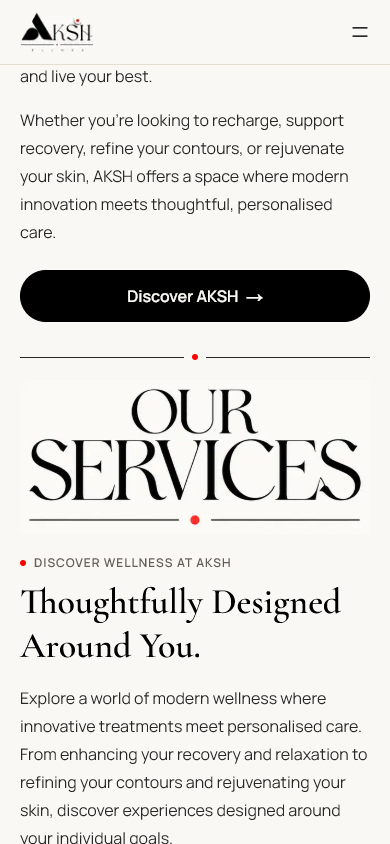 AKSH
and live your best.
Whether you're looking to recharge, support
recovery, refine your contours, or rejuvenate
your skin, AKSH offers a space where modern
innovation meets thoughtful, personalised
care.
Discover AKSH →
OUR
SERVICES
DISCOVER WELLNESS AT AKSH
Thoughtfully Designed
Around You.
Explore a world of modern wellness where
innovative treatments meet personalised care.
From enhancing your recovery and relaxation to
refining your contours and rejuvenating your
skin, discover experiences designed around
your individual goals.